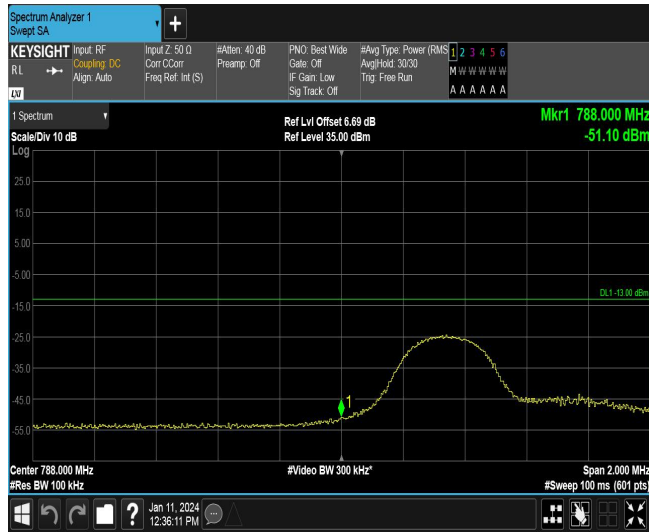 Spectrum Analyzer 1
Swept SA
+
KEYSIGHT Input: RF Input Z: 50 Ω #Atten: 40 dB PNO: Best Wide #Avg Type: Power (RMS 1 2 3 4 5 6
RL Coupling: DC Corr CCorr Preamp: Off Gate: Off Avg|Hold: 30/30 M W W W W W
Align: Auto Freq Ref: Int (S) IF Gain: Low Trig: Free Run
LXI Sig Track: Off A A A A A A
1 Spectrum Ref Lvl Offset 6.69 dB Mkr1 788.000 MHz
Scale/Div 10 dB Ref Level 35.00 dBm -51.10 dBm
Log
25.0
15.0
5.00
-5.00
DL1 -13.00 dBm
-15.0
-25.0
-35.0
-45.0
1
-55.0
Center 788.000 MHz #Video BW 300 kHz* Span 2.000 MHz
#Res BW 100 kHz #Sweep 100 ms (601 pts)
? Jan 11, 2024
12:36:11 PM